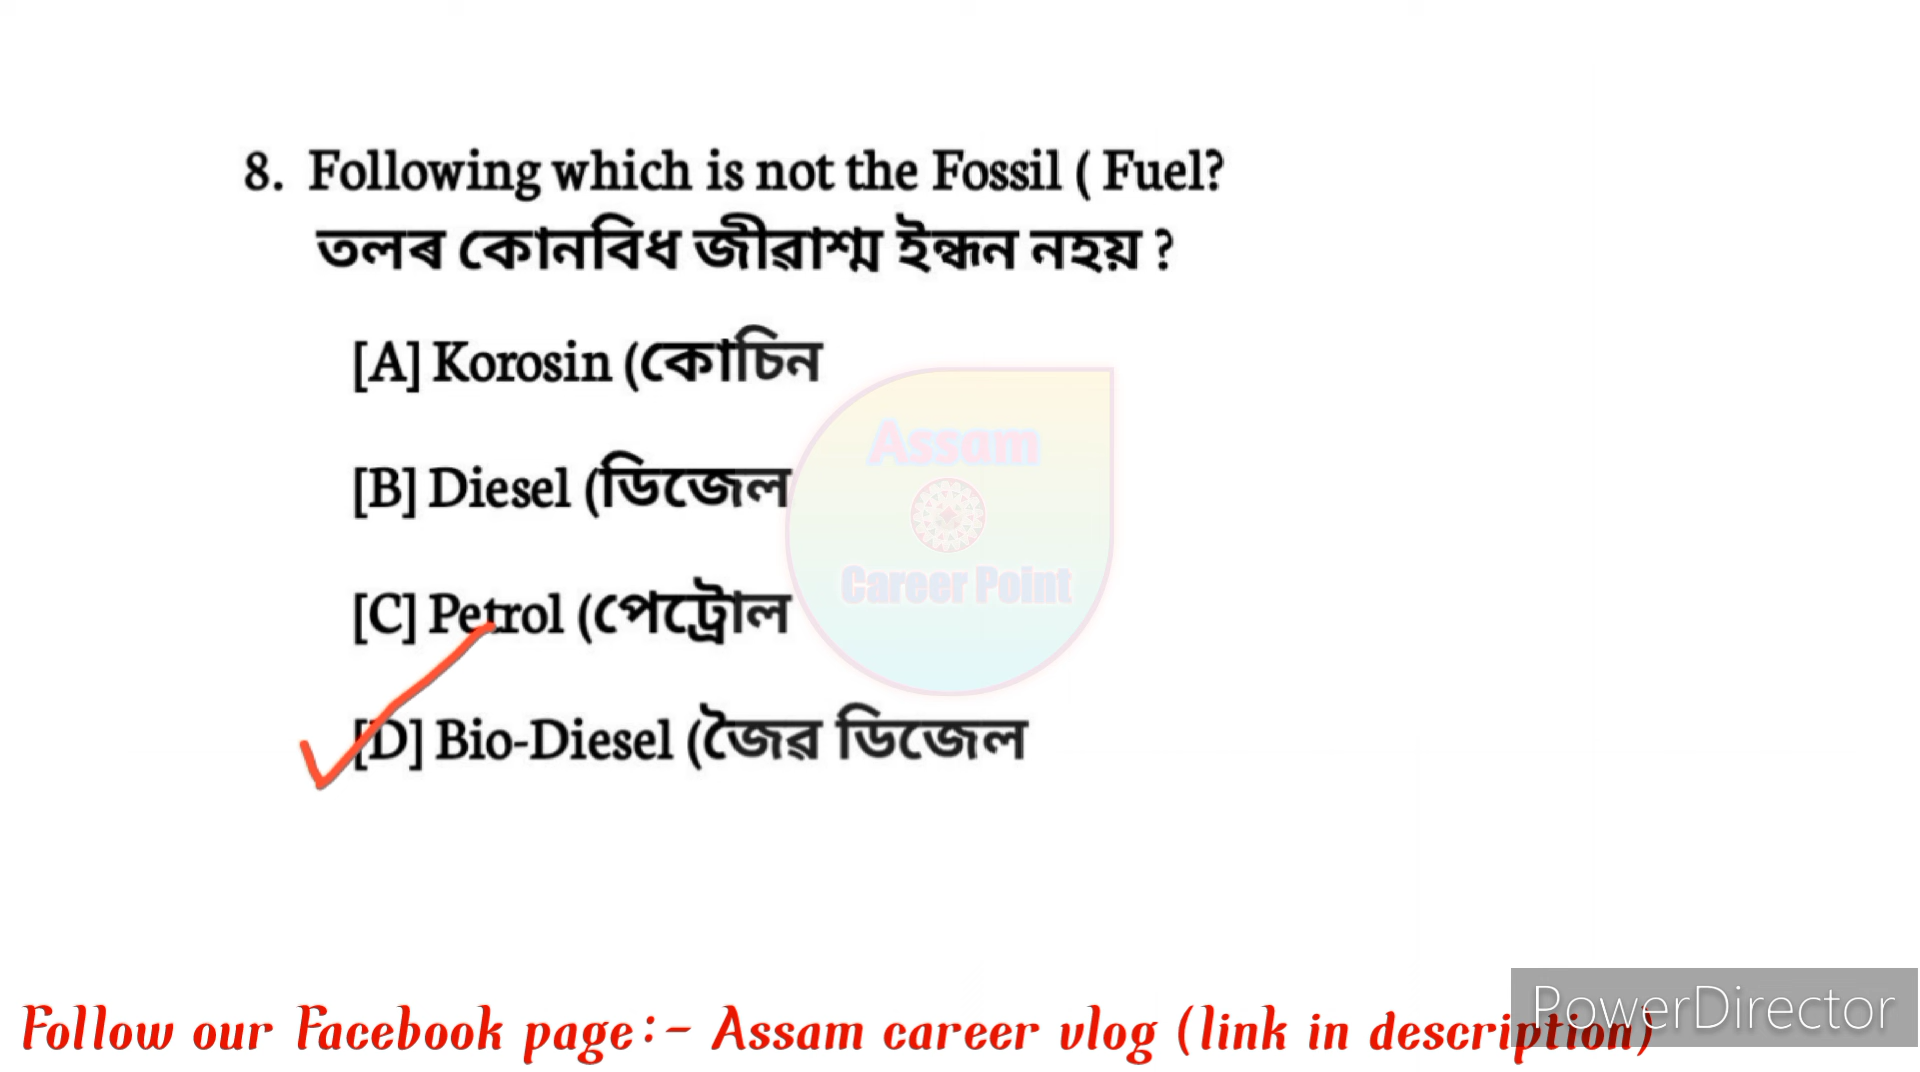 8. Following which is not the Fossil ( Fuel?
তলৰ কোনবিধ জীৱাশ্ম ইন্ধন নহয় ?
[A] Korosin (কোচিন
[B] Diesel (ডিজেল
[C] Petrol (পেট্ৰোল
[D] Bio-Diesel (জৈৱ ডিজেল
Assam
Career Point
PowerDirector
Follow our Facebook page:- Assam career vlog (link in description)